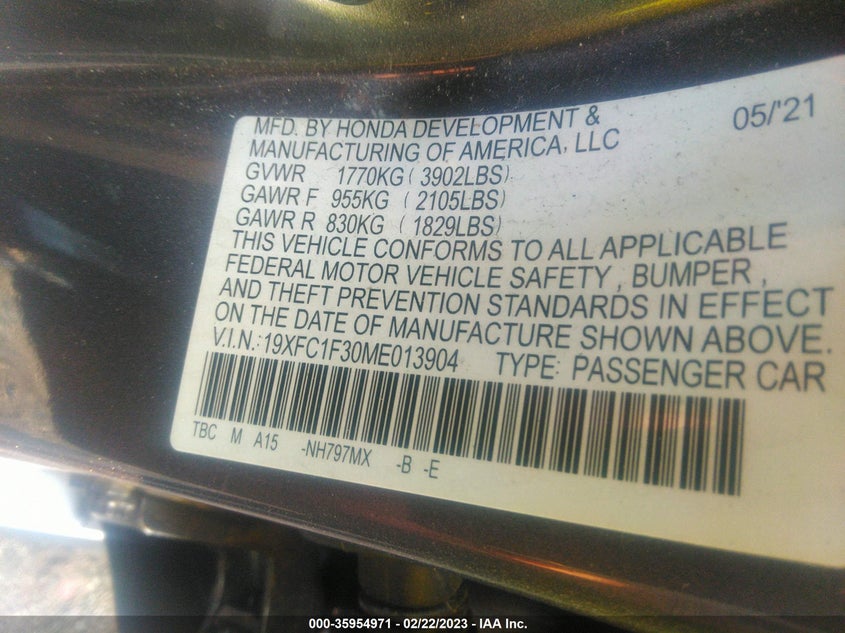 MFD. BY HONDA DEVELOPMENT & 05/'21
MANUFACTURING OF AMERICA, LLC
GVWR 1770KG ( 3902LBS)
GAWR F 955KG ( 2105LBS)
GAWR R 830KG ( 1829LBS)
THIS VEHICLE CONFORMS TO ALL APPLICABLE
FEDERAL MOTOR VEHICLE SAFETY , BUMPER ,
AND THEFT PREVENTION STANDARDS IN EFFECT
ON THE DATE OF MANUFACTURE SHOWN ABOVE.
V.I.N.:19XFC1F30ME013904 TYPE: PASSENGER CAR
TBC M A15 -NH797MX -B -E
000-35954971 - 02/22/2023 - IAA Inc.